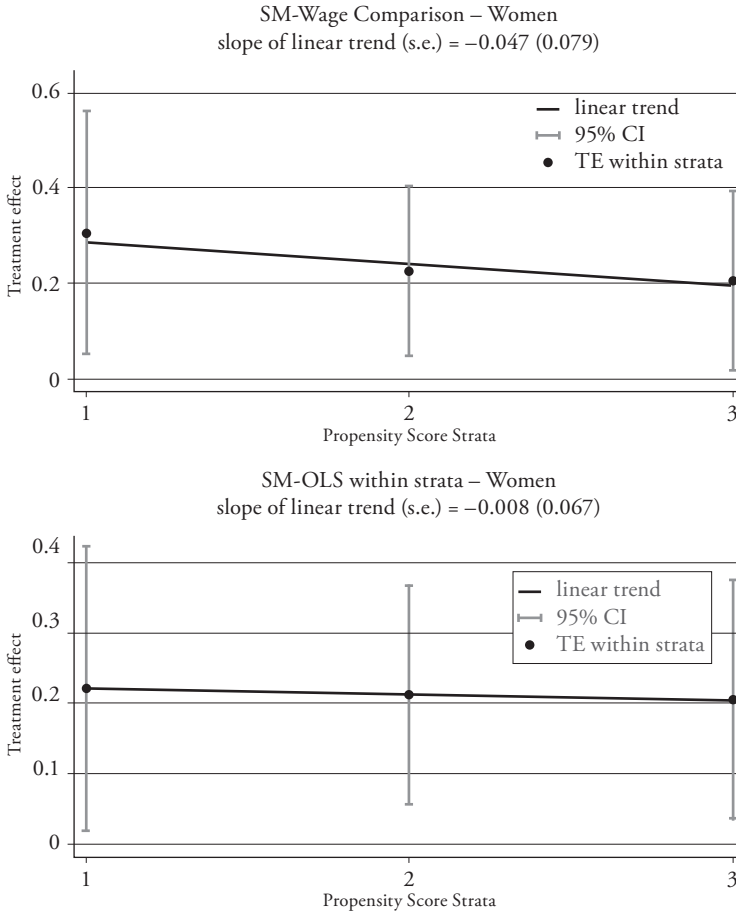 SM-Wage Comparison – Women
slope of linear trend (s.e.) = –0.047 (0.079)
0.6
linear trend
95% CI
TE within strata
0.4
Treatment effect
0.2
0
1 2 3
Propensity Score Strata
SM-OLS within strata – Women
slope of linear trend (s.e.) = –0.008 (0.067)
0.4
linear trend
0.3
95% CI
TE within strata
Treatment effect
0.2
0.1
0
1 2 3
Propensity Score Strata